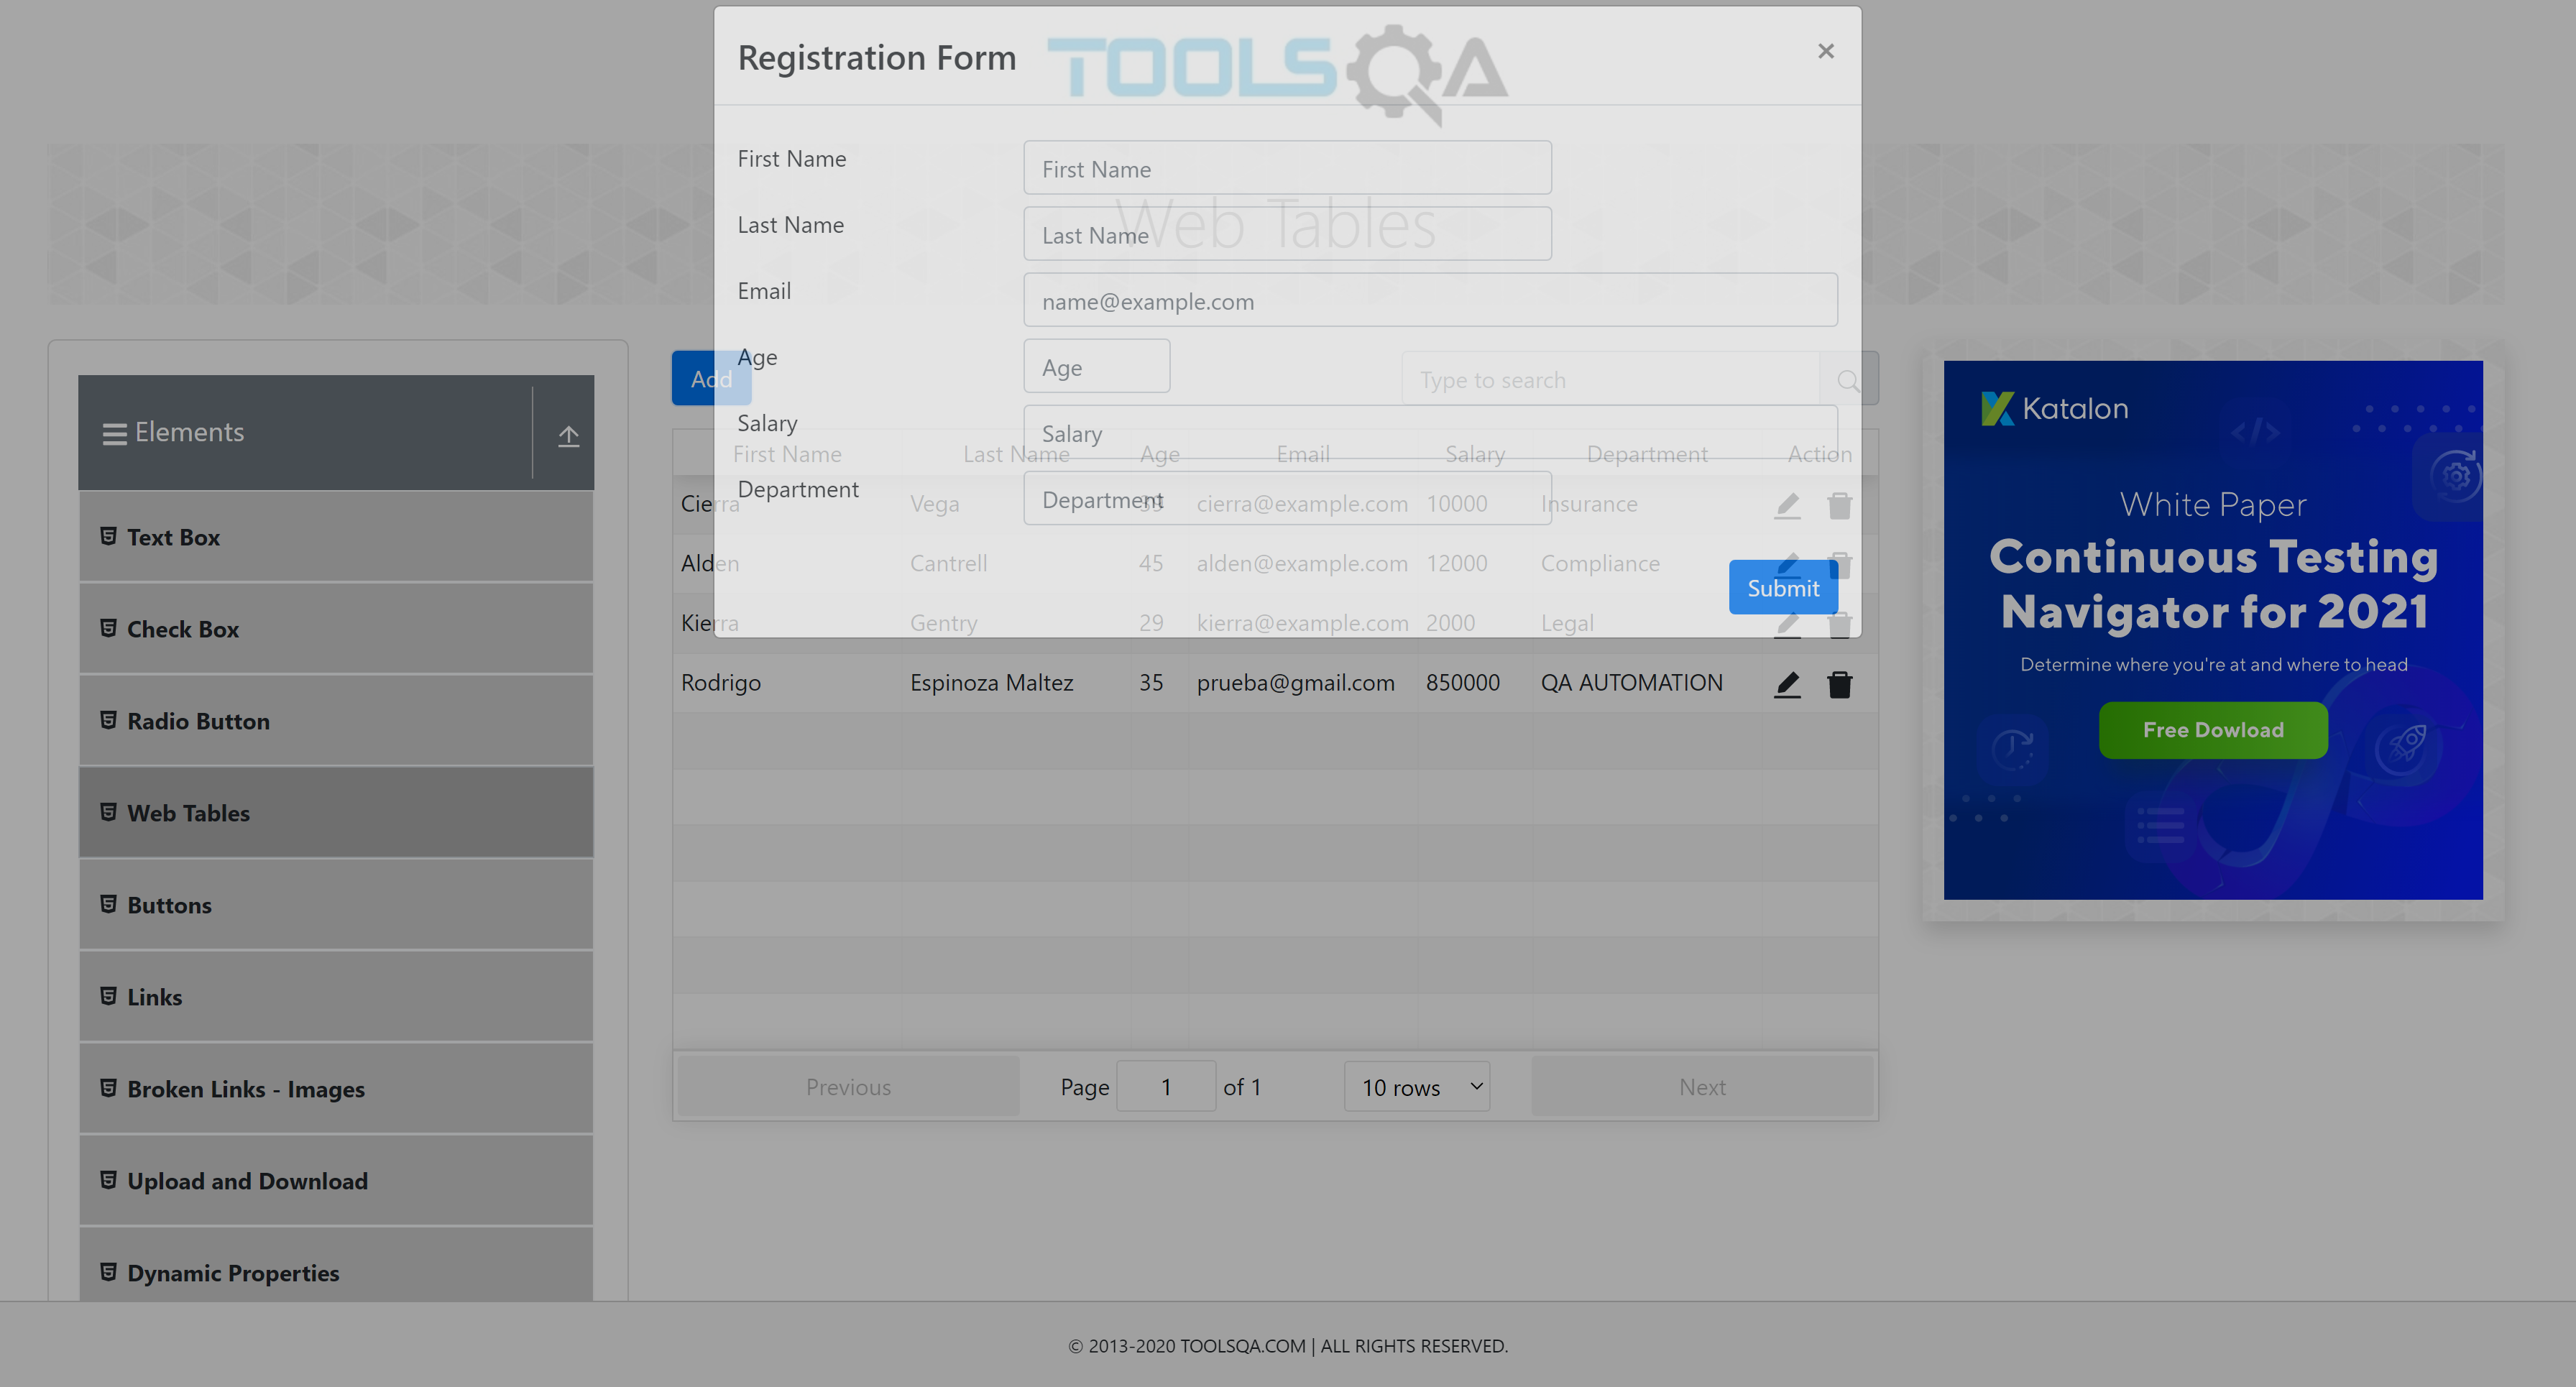 Registration Form
TOOLSQA
First Name
First Name
Last Name
Last Name
Web Tables
Email
name@example.com
Age
Age
Add
Type to search
Salary
Salary
First Name Last Name Age Email Salary Department Action
Department
Department
Cierra Vega 39 cierra@example.com 10000 Insurance
Alden Cantrell 45 alden@example.com 12000 Compliance
Submit
Kierra Gentry 29 kierra@example.com 2000 Legal
Rodrigo Espinoza Maltez 35 prueba@gmail.com 850000 QA AUTOMATION
Previous Page 1 of 1 10 rows Next
Elements
Text Box
Check Box
Radio Button
Web Tables
Buttons
Links
Broken Links - Images
Upload and Download
Dynamic Properties
Katalon
White Paper
Continuous Testing
Navigator for 2021
Determine where you're at and where to head
Free Dowload
© 2013-2020 TOOLSQA.COM | ALL RIGHTS RESERVED.